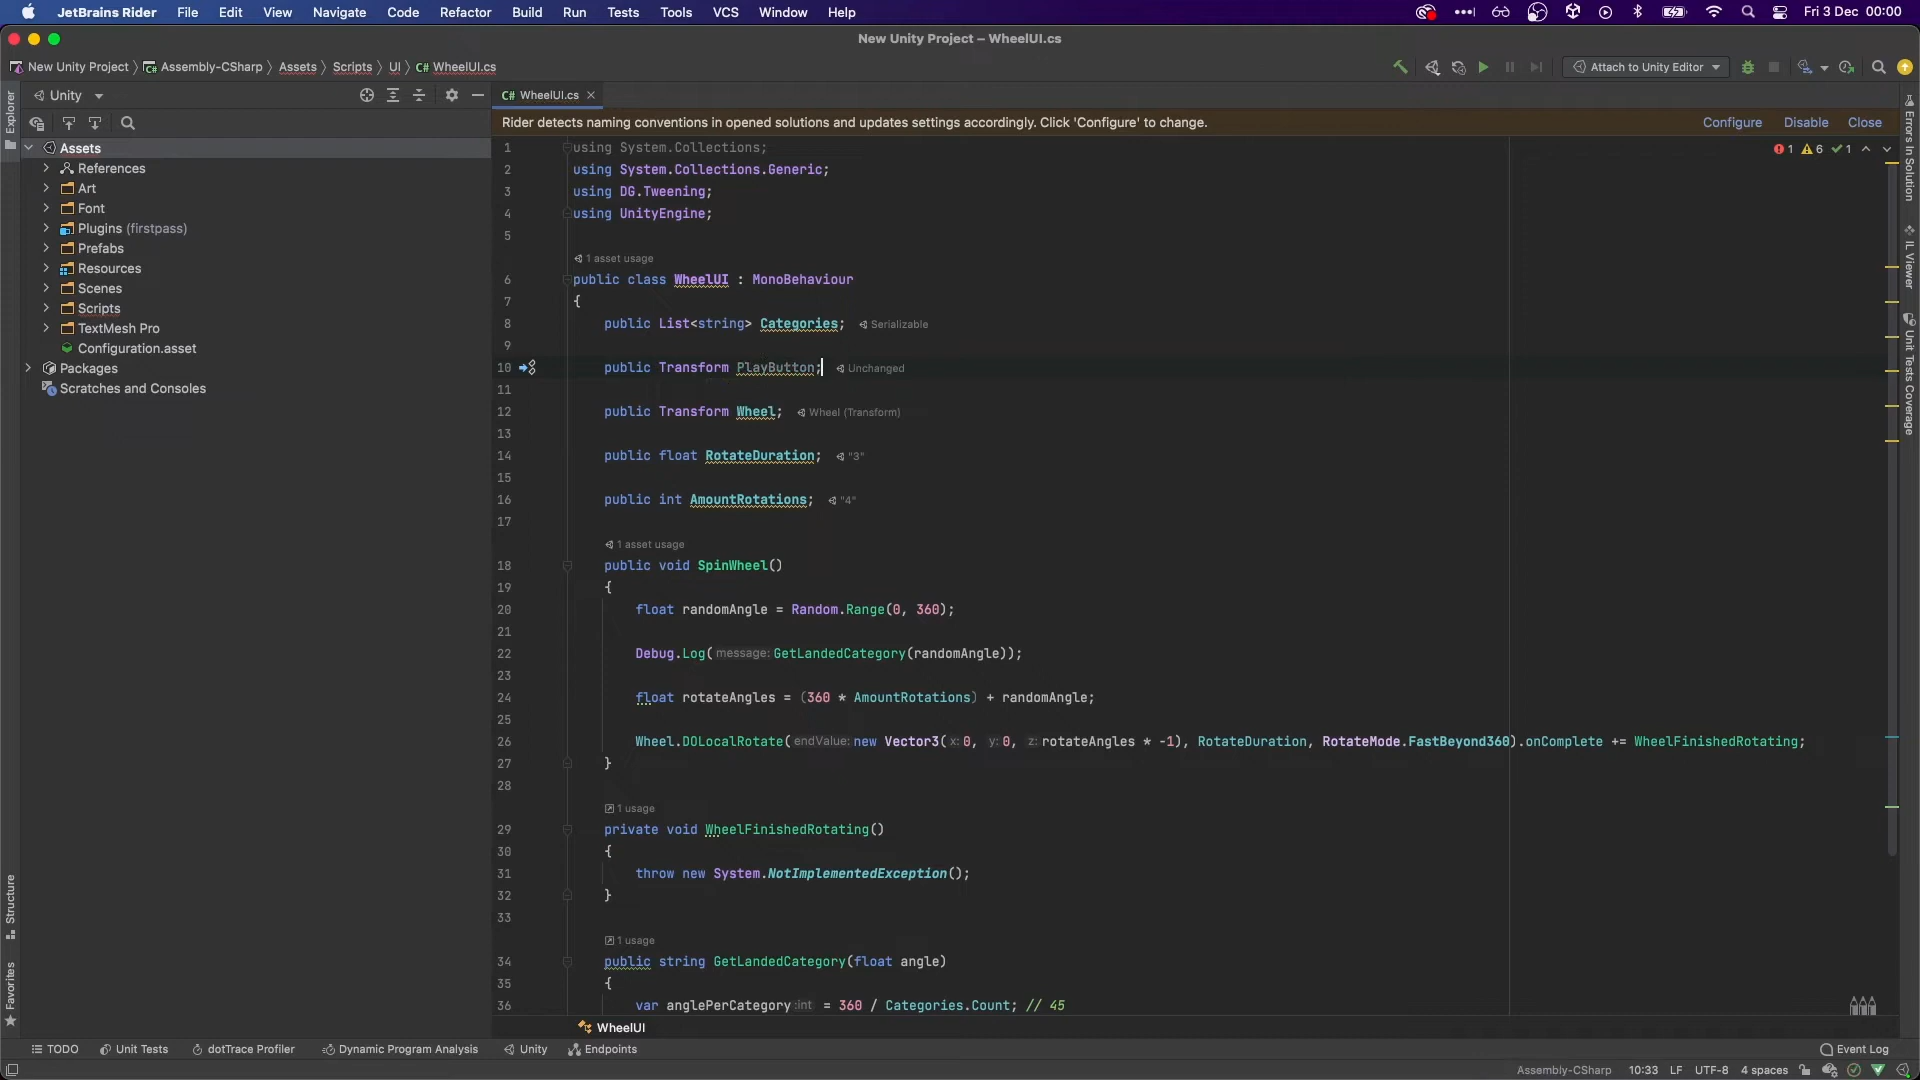 JetBrains Rider File Edit View Navigate Code Refactor Build Run Tests Tools VCS Window Help Fri 3 Dec 00:00
New Unity Project – WheelUI.cs
New Unity Project Assembly-CSharp Assets Scripts UI C# WheelUI.cs Attach to Unity Editor
Explorer
Unity
C# WheelUI.cs
Rider detects naming conventions in opened solutions and updates settings accordingly. Click 'Configure' to change. Configure Disable Close
1 6 1
Assets
References
Art
Font
Plugins (firstpass)
Prefabs
Resources
Scenes
Scripts
TextMesh Pro
Configuration.asset
Packages
Scratches and Consoles
1 using System.Collections;
2 using System.Collections.Generic;
3 using DG.Tweening;
4 using UnityEngine;
5
1 asset usage
6 public class WheelUI : MonoBehaviour
7 {
8 public List<string> Categories; Serializable
9
10 public Transform PlayButton; Unchanged
11
12 public Transform Wheel; Wheel (Transform)
13
14 public float RotateDuration; "3"
15
16 public int AmountRotations; "4"
17
1 asset usage
18 public void SpinWheel()
19 {
20 float randomAngle = Random.Range(0, 360);
21
22 Debug.Log(message: GetLandedCategory(randomAngle));
23
24 float rotateAngles = (360 * AmountRotations) + randomAngle;
25
26 Wheel.DOLocalRotate(endValue: new Vector3(x: 0, y: 0, z: rotateAngles * -1), RotateDuration, RotateMode.FastBeyond360).onComplete += WheelFinishedRotating;
27 }
28
1 usage
29 private void WheelFinishedRotating()
30 {
31 throw new System.NotImplementedException();
32 }
33
1 usage
34 public string GetLandedCategory(float angle)
35 {
36 var anglePerCategory :int = 360 / Categories.Count; // 45
WheelUI
Errors In Solution
IL Viewer
Unit Tests Coverage
Structure
Favorites
TODO Unit Tests dotTrace Profiler Dynamic Program Analysis Unity Endpoints Event Log
Assembly-CSharp 10:33 LF UTF-8 4 spaces